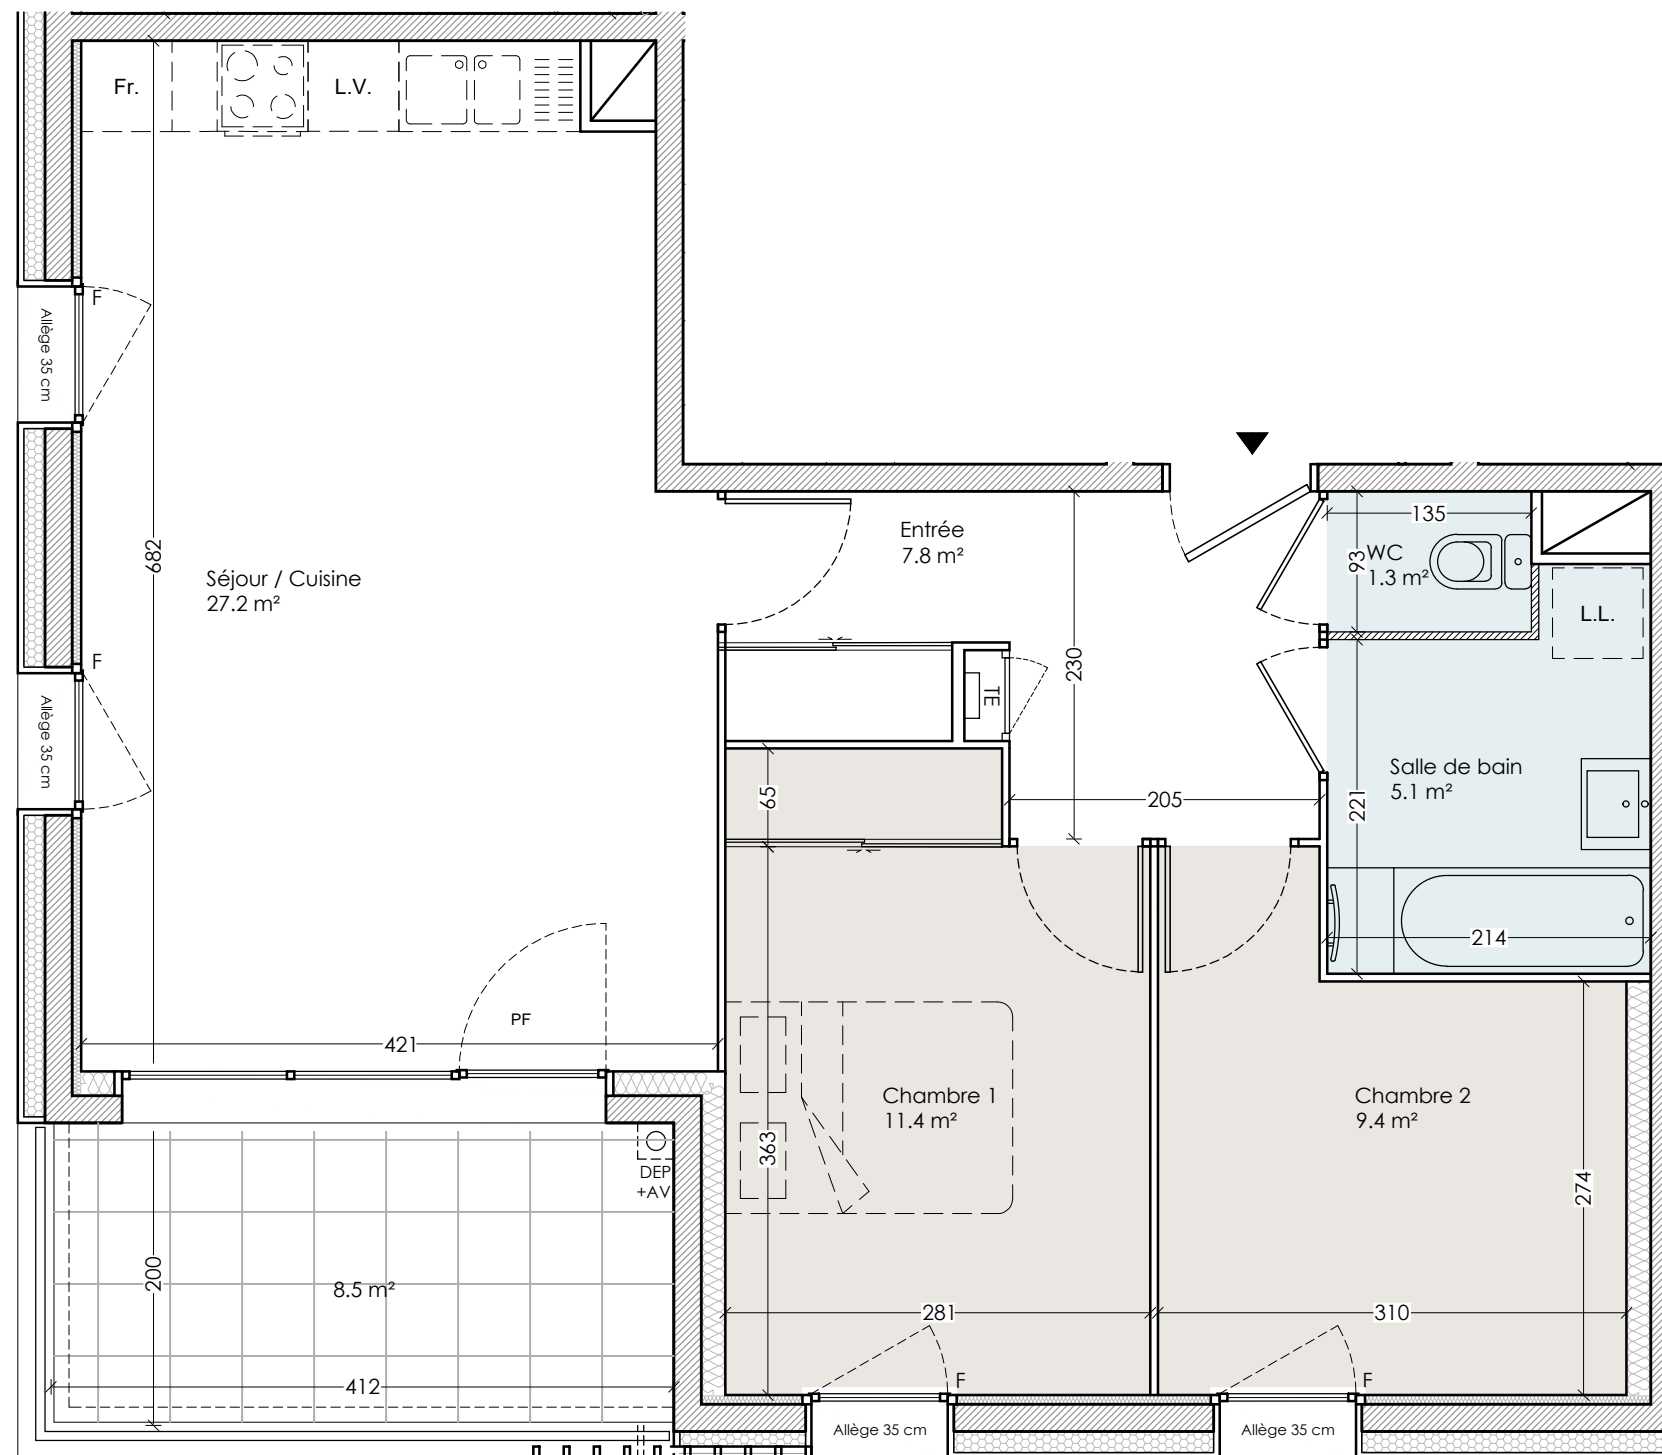 Fr.
L.V.
F
Allège 35 cm
682
Séjour / Cuisine
27.2 m²
F
Allège 35 cm
PF
421
Entrée
7.8 m²
230
TE
65
205
135
93
WC
1.3 m²
L.L.
Salle de bain
5.1 m²
221
214
Chambre 1
11.4 m²
363
281
F
Allège 35 cm
Chambre 2
9.4 m²
274
310
F
Allège 35 cm
DEP
+AV
200
8.5 m²
412